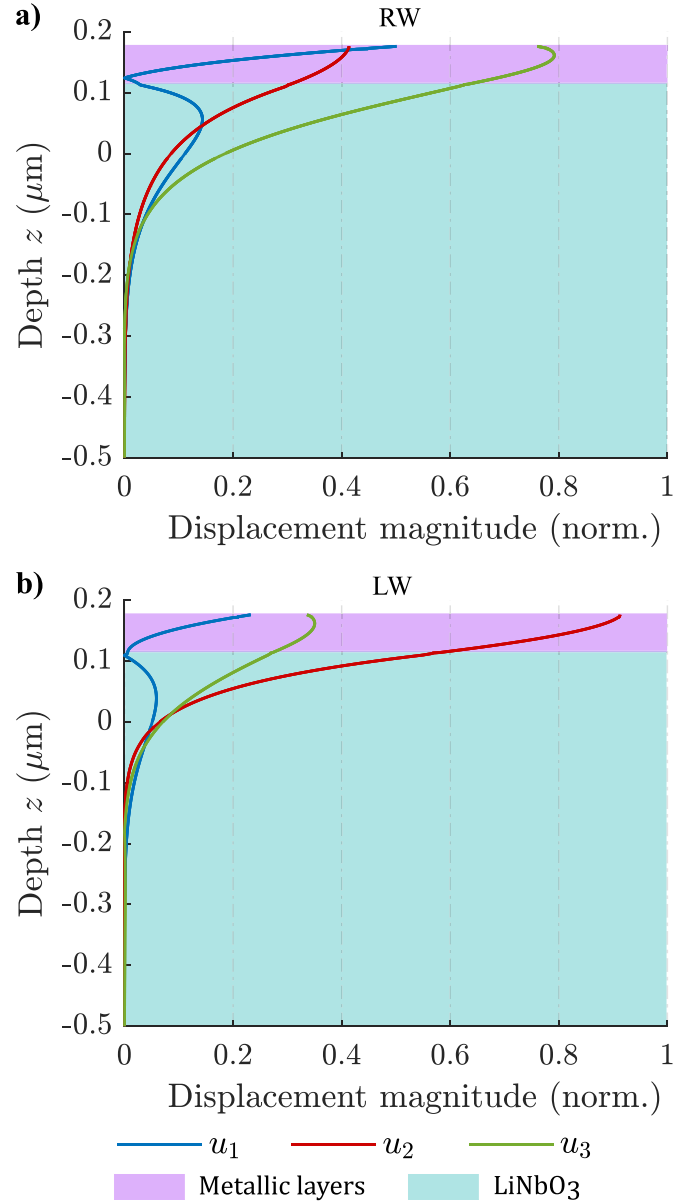 a)
RW
0.2
0.1
0
-0.1
-0.2
-0.3
-0.4
-0.5
Depth z (μm)
0 0.2 0.4 0.6 0.8 1
Displacement magnitude (norm.)
b)
LW
0.2
0.1
0
-0.1
-0.2
-0.3
-0.4
-0.5
Depth z (μm)
0 0.2 0.4 0.6 0.8 1
Displacement magnitude (norm.)
u1 u2 u3
Metallic layers LiNbO3